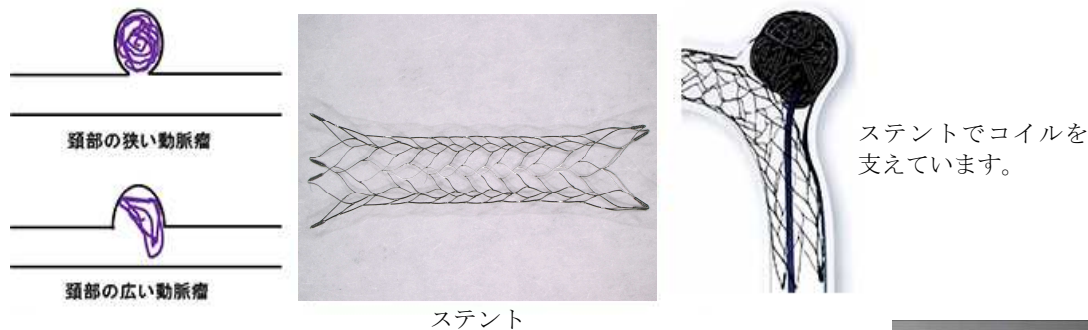 頚部の狭い動脈瘤
頚部の広い動脈瘤
ステント
ステントでコイルを
支えています。